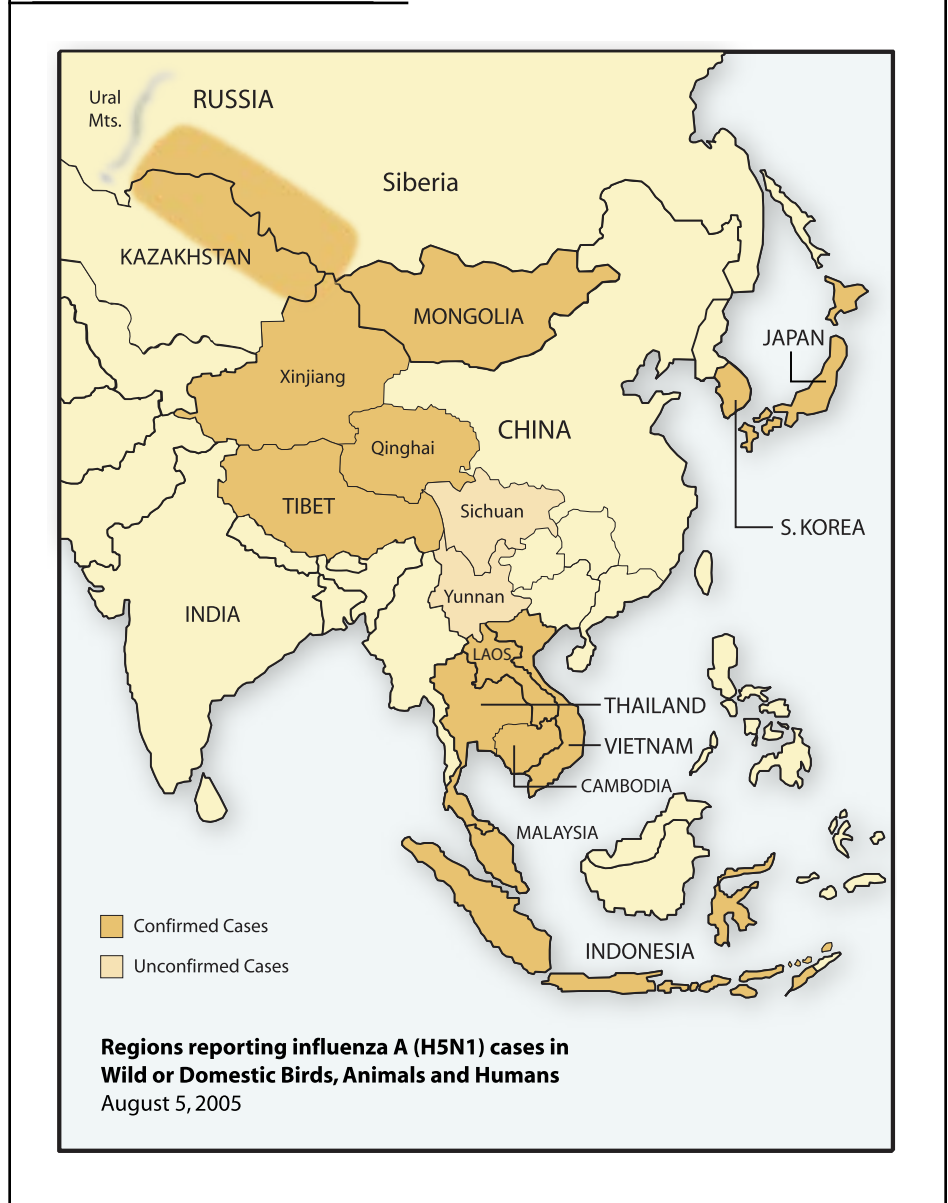 Ural
Mts.
RUSSIA
Siberia
KAZAKHSTAN
MONGOLIA
JAPAN
Xinjiang
CHINA
Qinghai
TIBET
Sichuan
S. KOREA
Yunnan
INDIA
LAOS
THAILAND
VIETNAM
CAMBODIA
MALAYSIA
Confirmed Cases
INDONESIA
Unconfirmed Cases
Regions reporting influenza A (H5N1) cases in
Wild or Domestic Birds, Animals and Humans
August 5, 2005